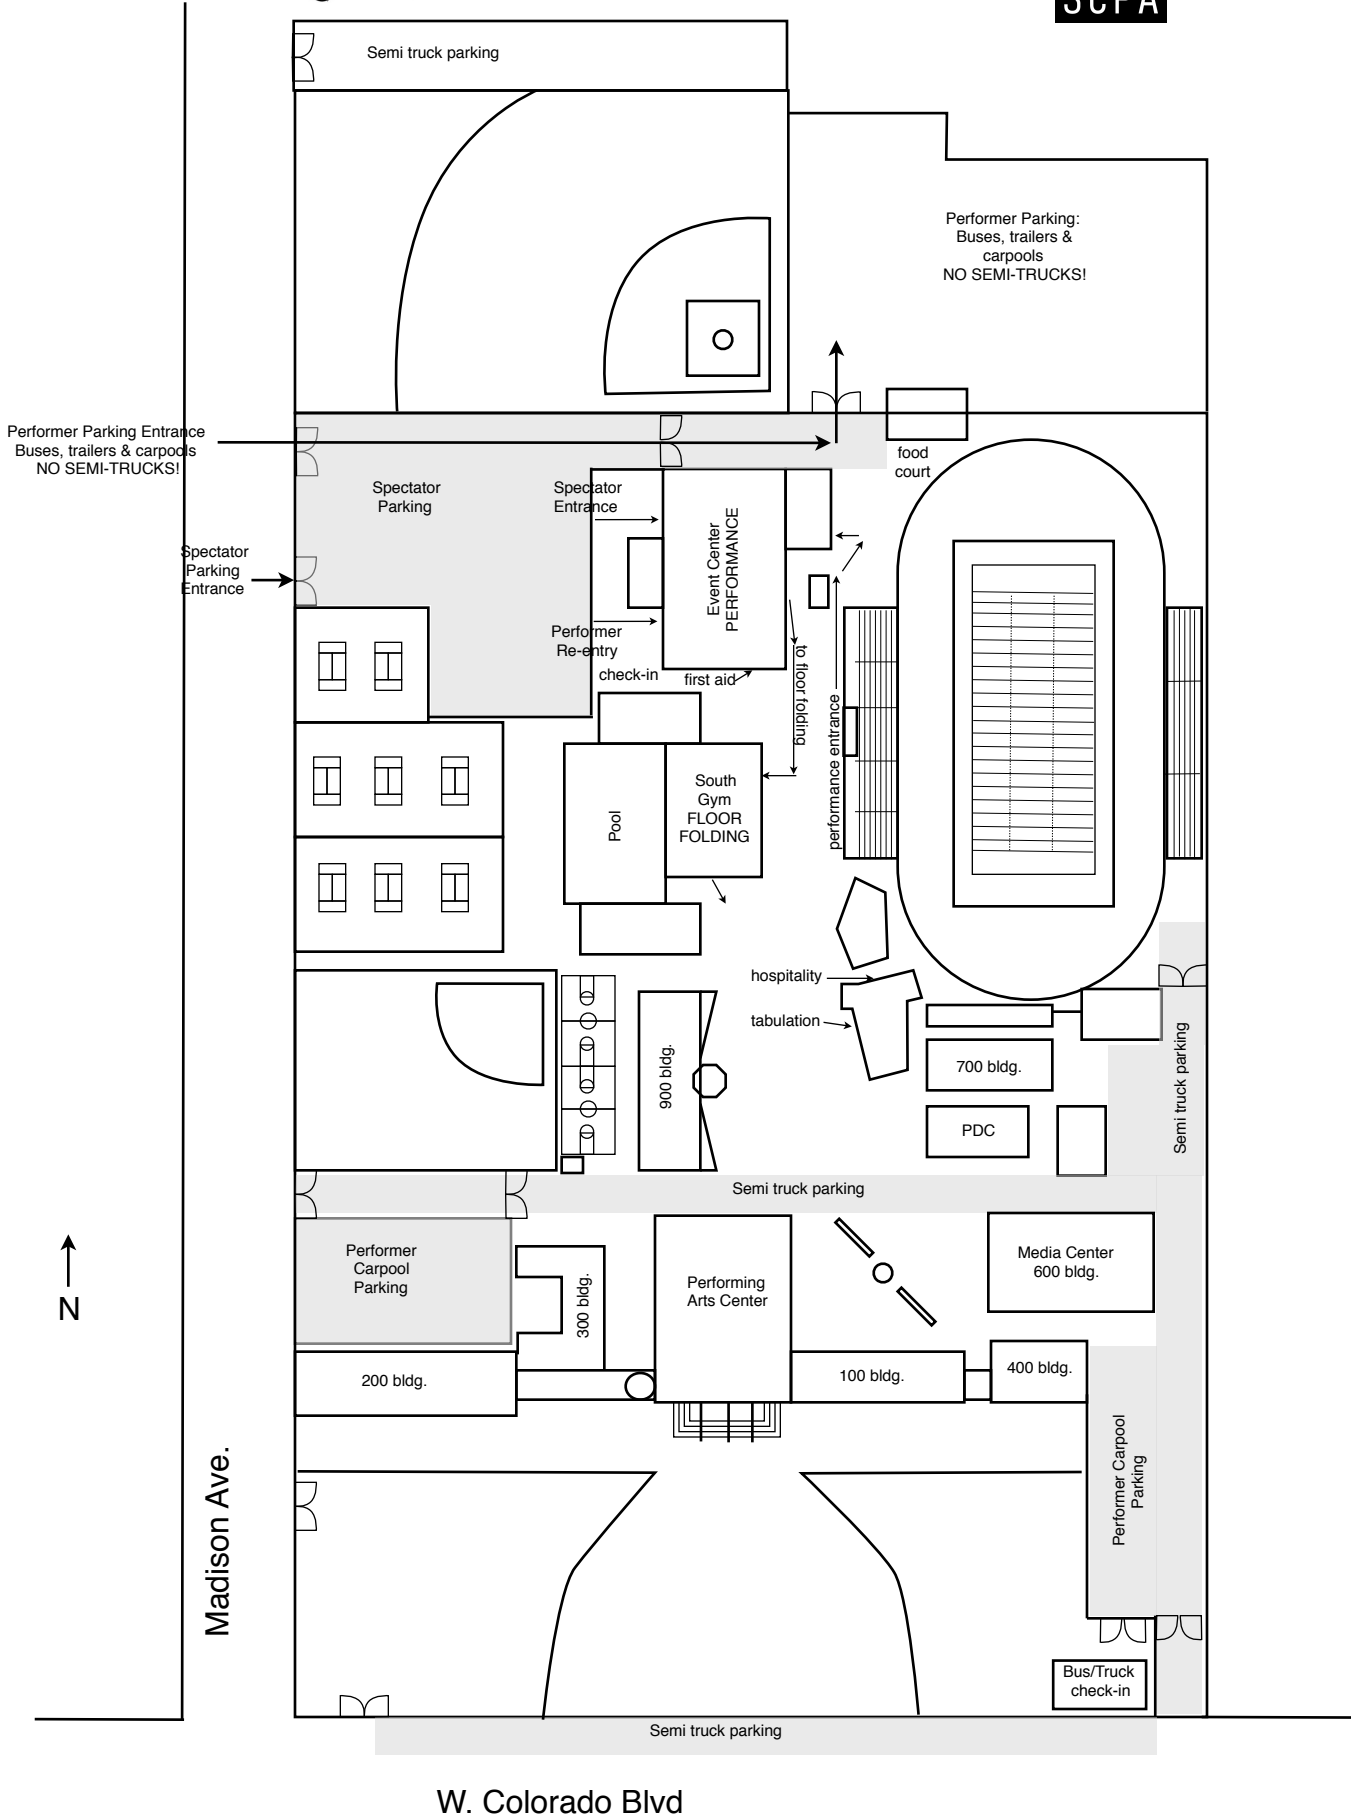 SCPA
Semi truck parking
Performer Parking:
Buses, trailers &
carpools
NO SEMI-TRUCKS!
Performer Parking Entrance
Buses, trailers & carpools
NO SEMI-TRUCKS!
food
court
Spectator
Parking
Spectator
Entrance
Event Center
PERFORMANCE
Spectator
Parking
Entrance
Performer
Re-entry
check-in
first aid
to floor folding
performance entrance
Pool
South
Gym
FLOOR
FOLDING
hospitality
tabulation
900 bldg.
700 bldg.
PDC
Semi truck parking
Semi truck parking
Performer
Carpool
Parking
300 bldg.
Performing
Arts Center
Media Center
600 bldg.
200 bldg.
100 bldg.
400 bldg.
N
Madison Ave.
Performer Carpool
Parking
Bus/Truck
check-in
Semi truck parking
W. Colorado Blvd